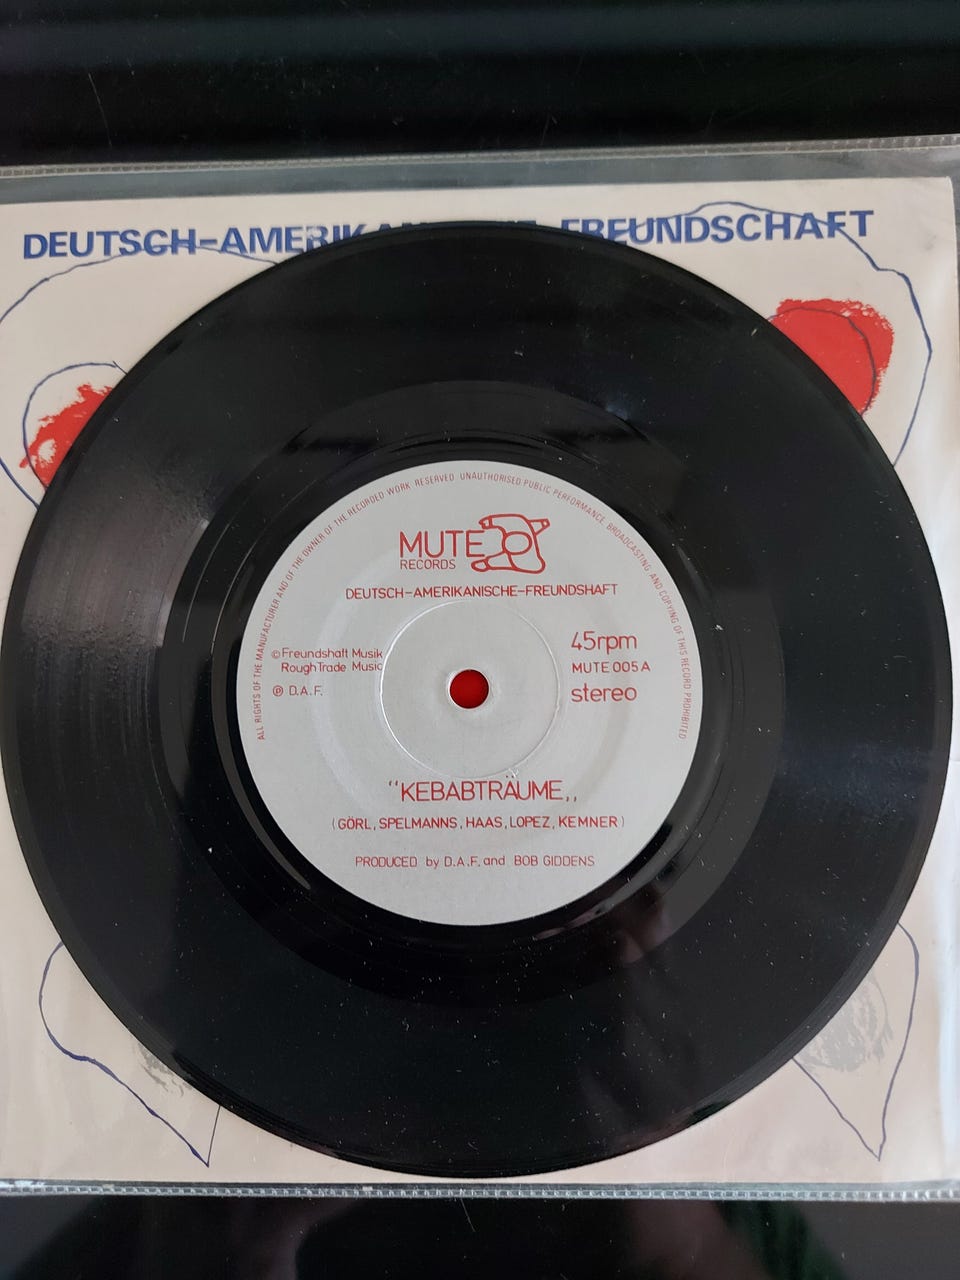 DEUTSCH-AMERIK FREUNDSCHAFT
ALL RIGHTS OF THE MANUFACTURER AND OF THE OWNER OF THE RECORDED WORK RESERVED UNAUTHORISED PUBLIC PERFORMANCE, BROADCASTING AND COPYING OF THIS RECORD PROHIBITED
MUTE
RECORDS
DEUTSCH-AMERIKANISCHE-FREUNDSHAFT
© Freundshaft Musik
Rough Trade Music
℗ D.A.F.
45rpm
MUTE 005 A
stereo
“KEBABTRÄUME„
(GÖRL, SPELMANNS, HAAS, LOPEZ, KEMNER)
PRODUCED by D.A.F. and BOB GIDDENS